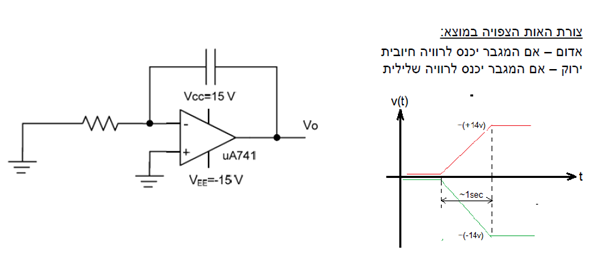 צורת האות הצפויה במוצא:
אדום – אם המגבר יכנס לרוויה חיובית
ירוק – אם המגבר יכנס לרוויה שלילית
Vcc=15 V
-
+
uA741
VEE=-15 V
Vo
v(t)
~(+14v)
t
~1sec
~(-14v)